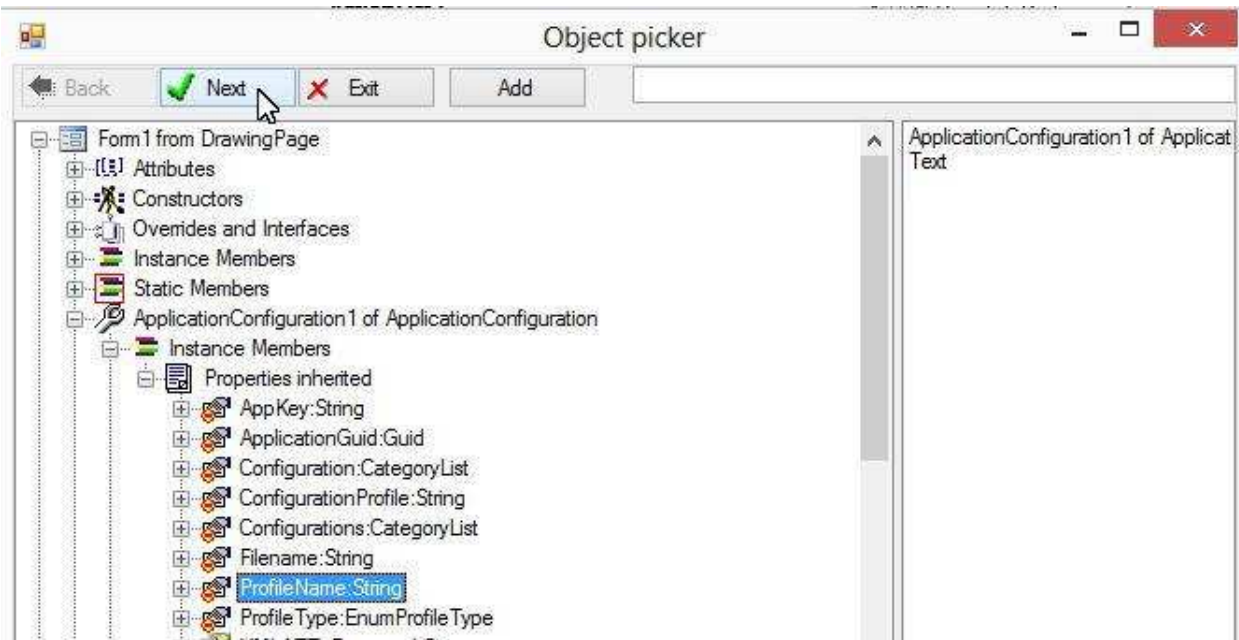 Object picker
Back Next Exit Add
Form1 from DrawingPage
Attributes
Constructors
Overrides and Interfaces
Instance Members
Static Members
ApplicationConfiguration1 of ApplicationConfiguration
Instance Members
Properties inherited
AppKey:String
ApplicationGuid:Guid
Configuration:CategoryList
ConfigurationProfile:String
Configurations:CategoryList
Filename:String
ProfileName:String
ProfileType:EnumProfileType
ApplicationConfiguration1 of Applicat
Text